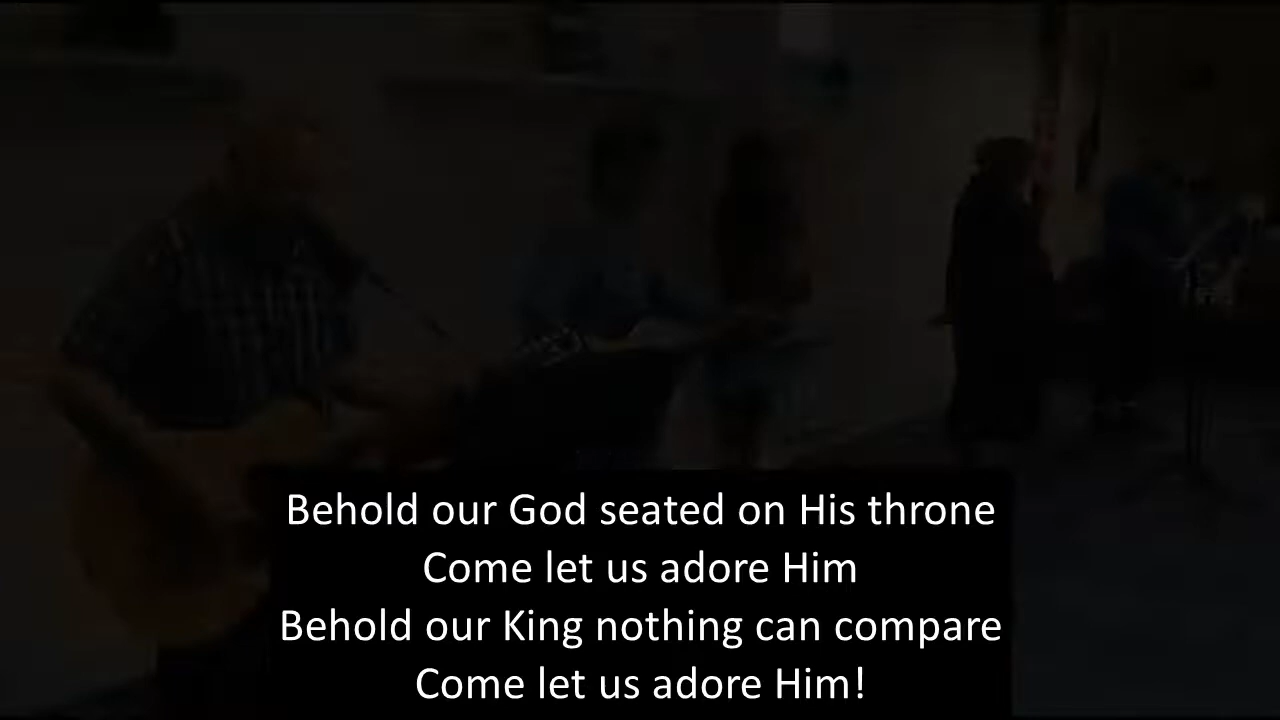 Behold our God seated on His throne
Come let us adore Him
Behold our King nothing can compare
Come let us adore Him!